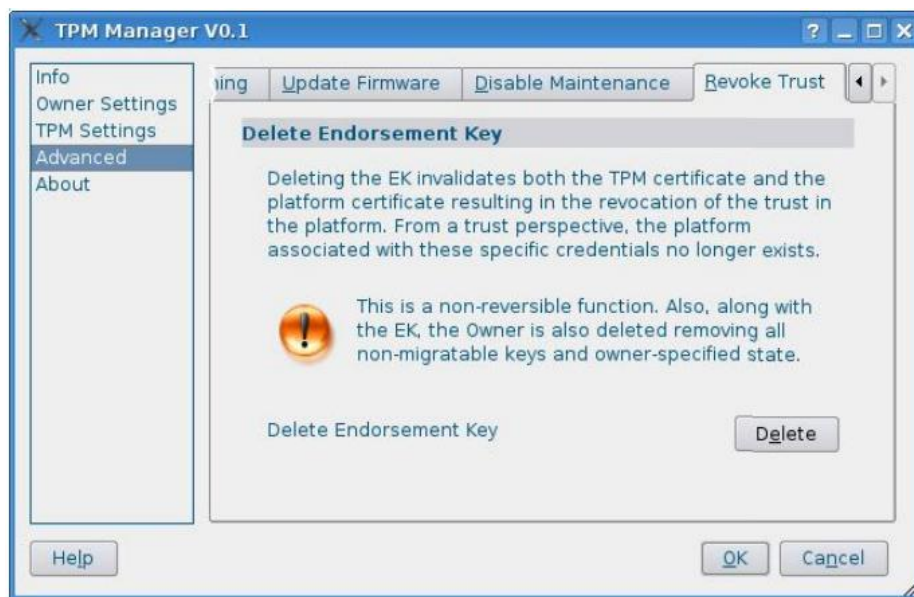 TPM Manager V0.1
?
Info
Owner Settings
TPM Settings
Advanced
About
Update Firmware
Disable Maintenance
Revoke Trust
Delete Endorsement Key
Deleting the EK invalidates both the TPM certificate and the
platform certificate resulting in the revocation of the trust in
the platform. From a trust perspective, the platform
associated with these specific credentials no longer exists.
This is a non-reversible function. Also, along with
the EK, the Owner is also deleted removing all
non-migratable keys and owner-specified state.
Delete Endorsement Key
Delete
Help
OK
Cancel